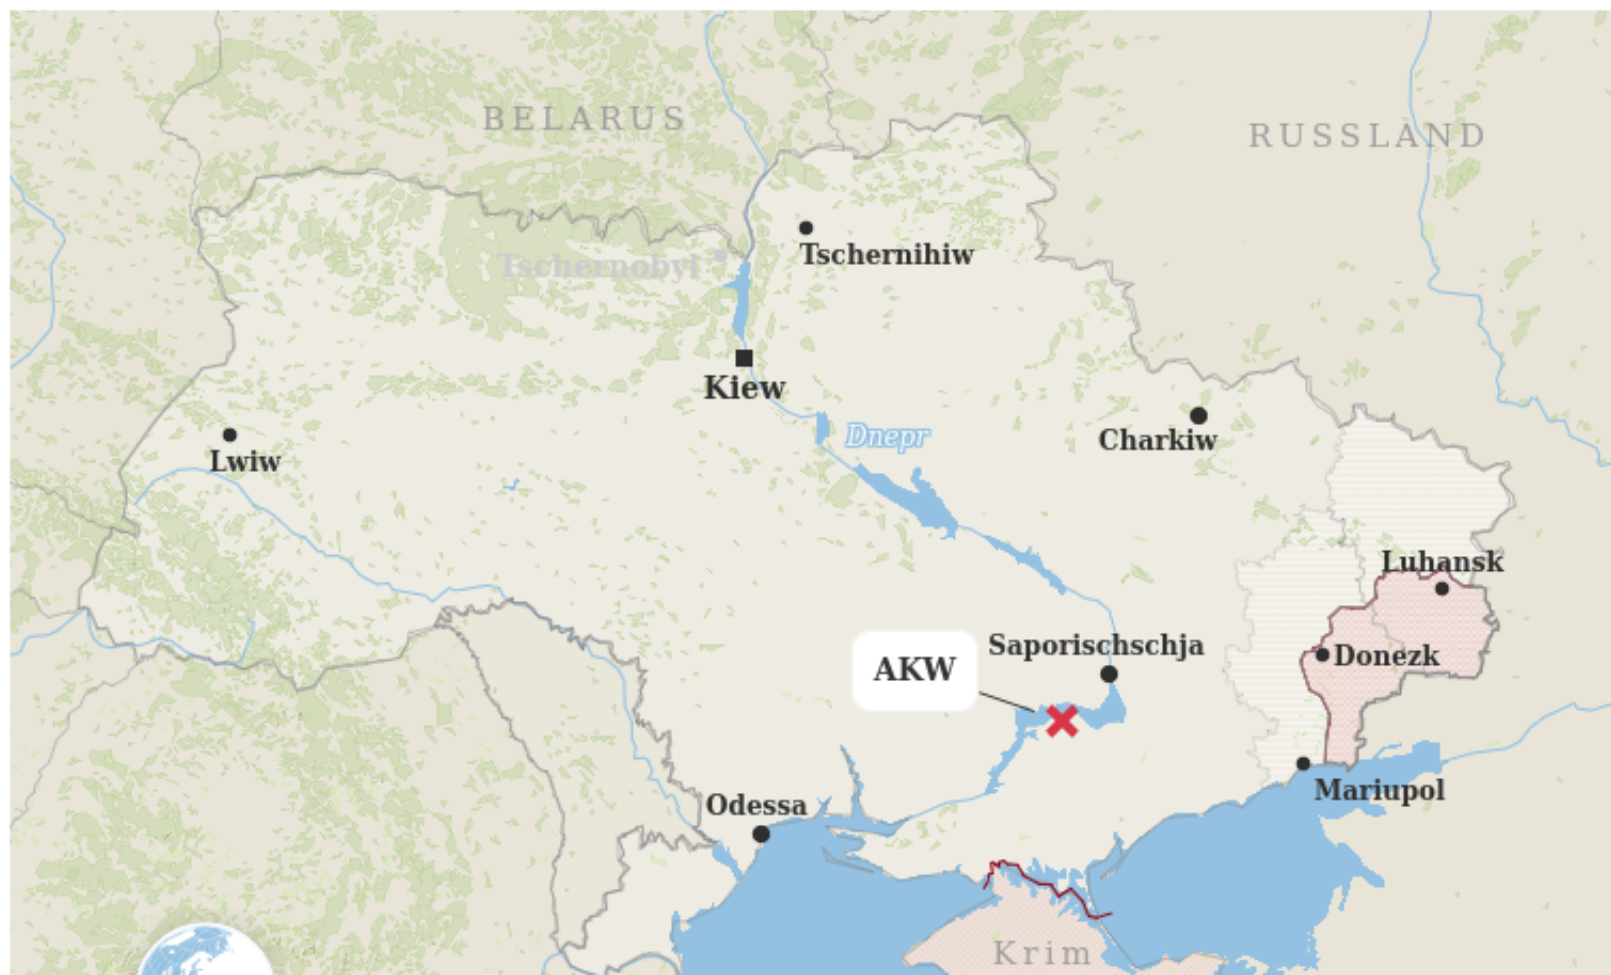 BELARUS
RUSSLAND
Tschernihiw
Tschernobyl
Kiew
Dnepr
Charkiw
Lwiw
Luhansk
Saporischschja
Donezk
AKW
Mariupol
Odessa
Krim